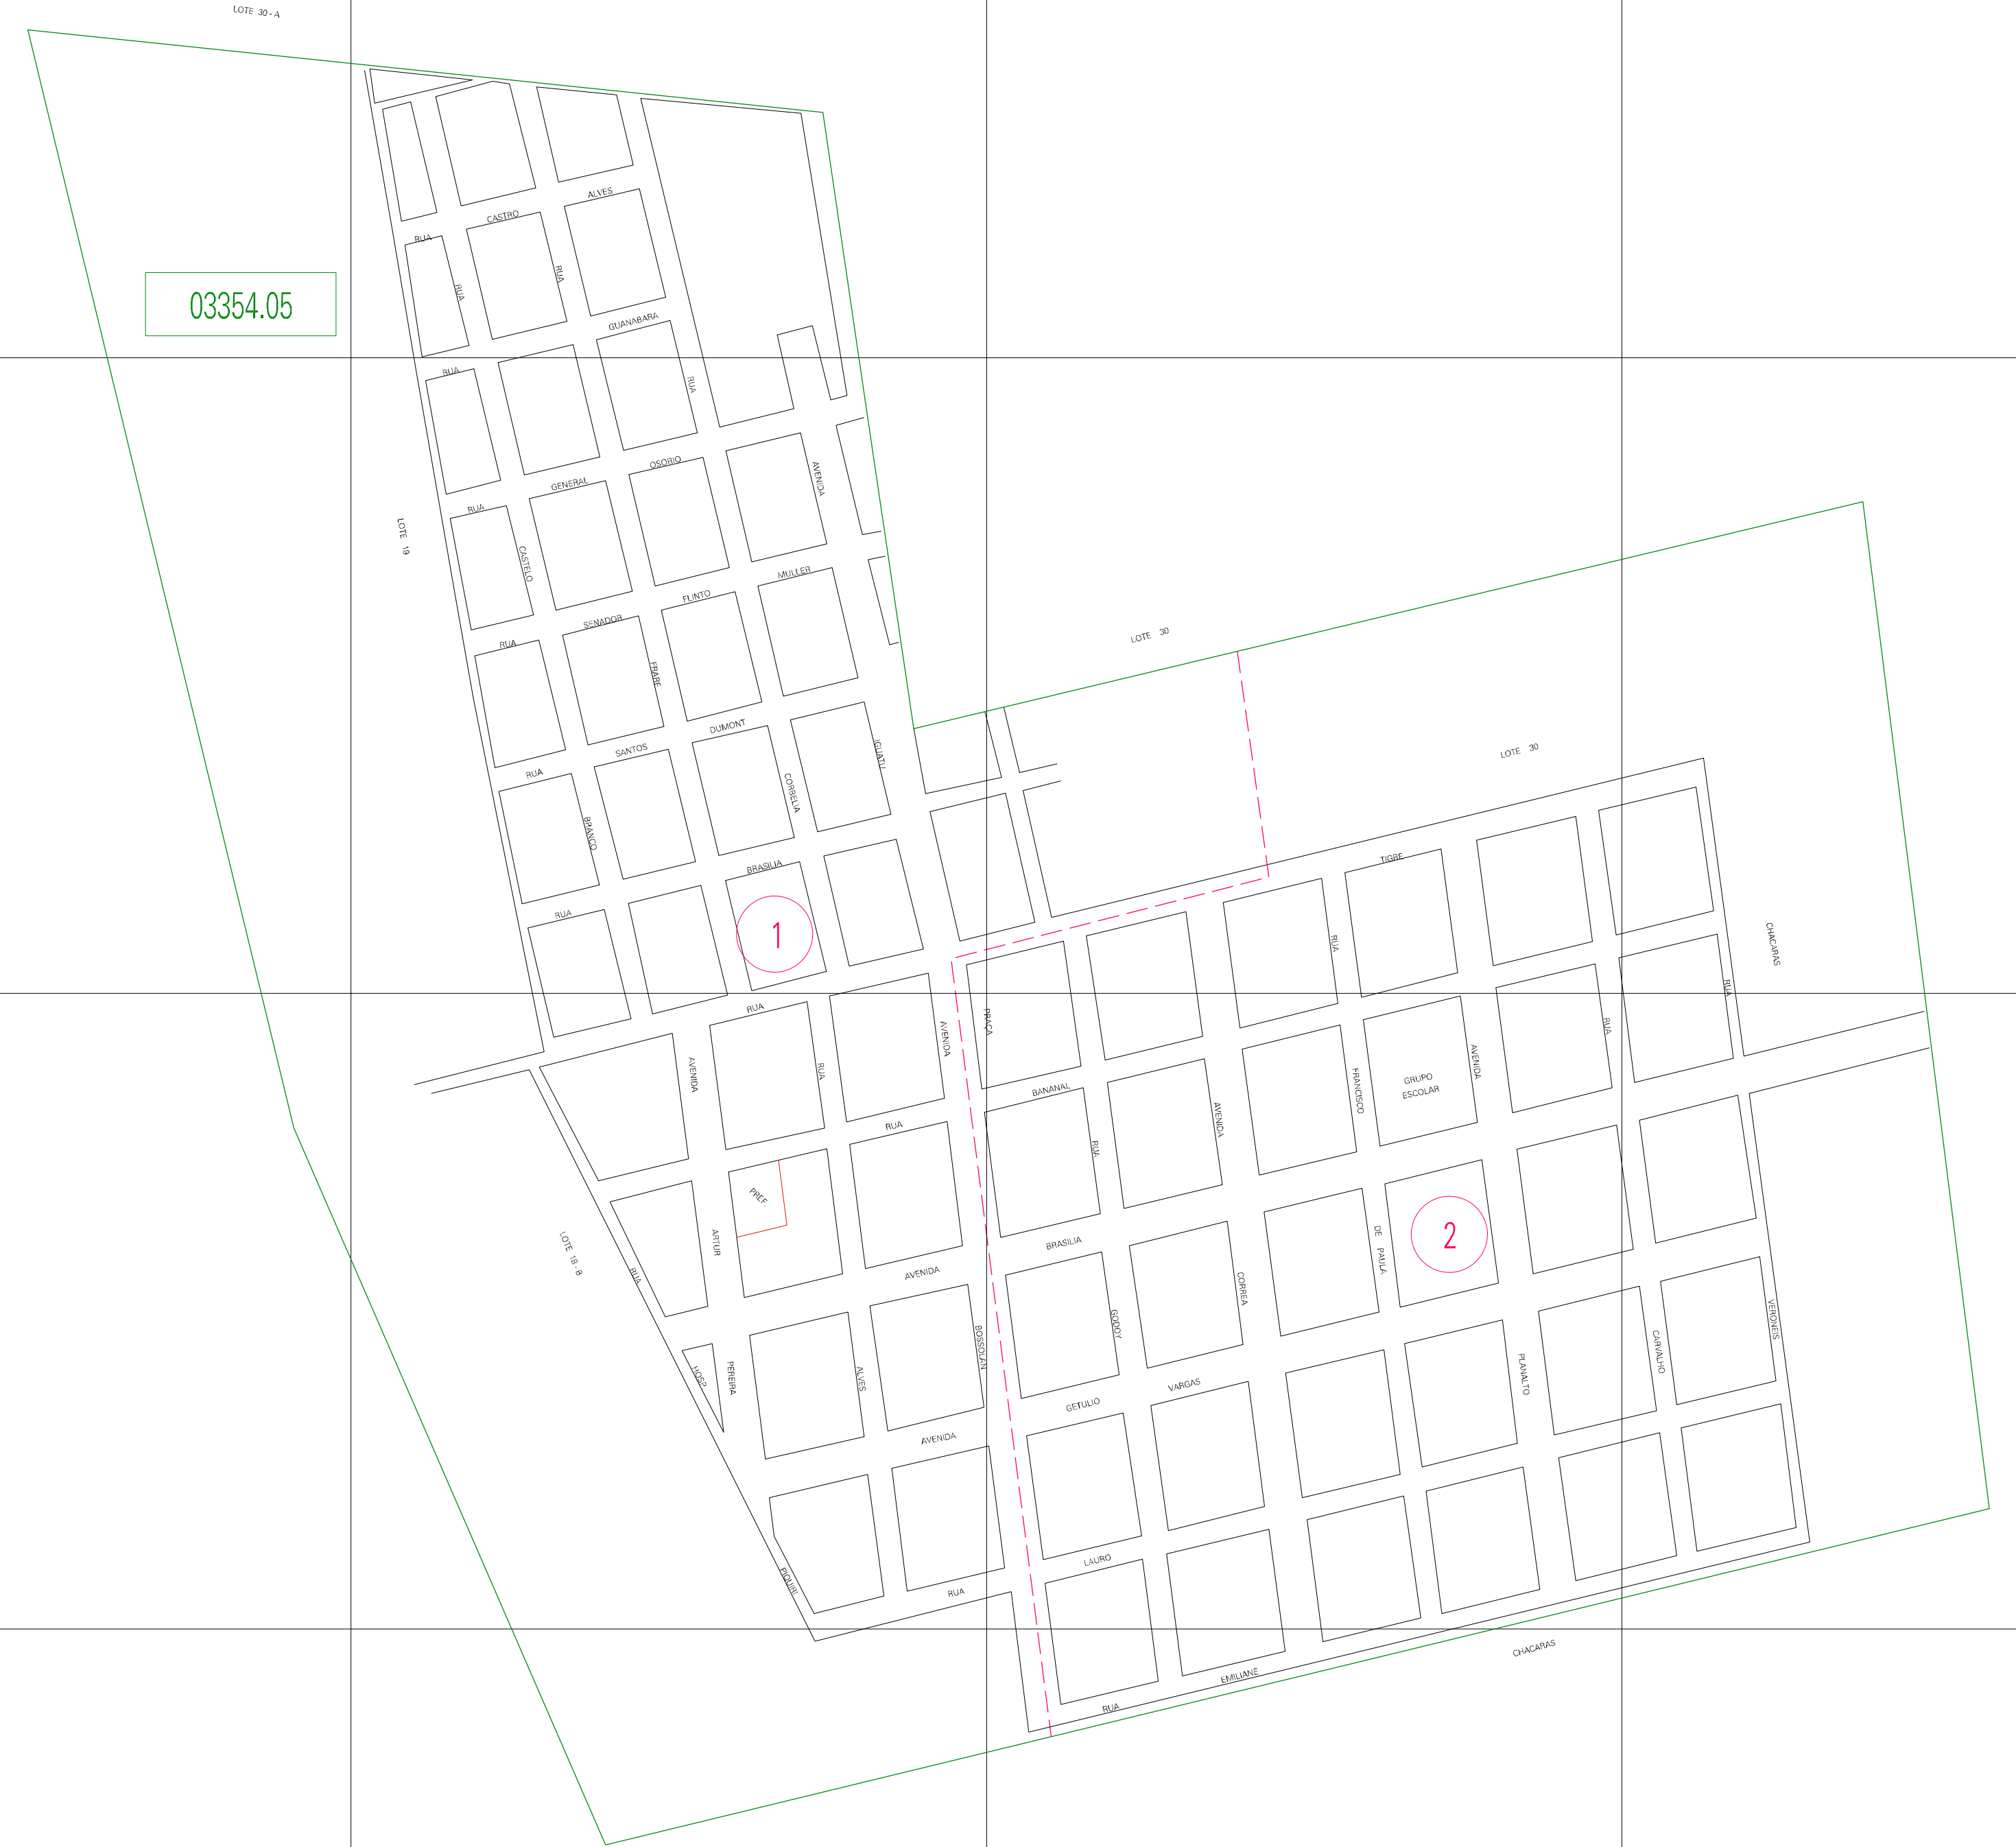 LOTE 30 - A
ALVES
CASTRO
RUA
RUA
RUA
03354.05
GUANABARA
RUA
RUA
OSORIO
AVENIDA
GENERAL
RUA
LOTE 19
CASTELO
MULLER
FLINTO
SENADOR
RUA
LOTE 30
FRARE
DUMONT
SANTOS
IGUATU
LOTE 30
RUA
CORBELIA
BRANCO
BRASILIA
TIGRE
RUA
1
RUA
CHACARAS
RUA
RUA
PRAÇA
RUA
AVENIDA
AVENIDA
RUA
AVENIDA
GRUPO
ESCOLAR
BANANAL
FRANCISCO
AVENIDA
RUA
RUA
PREF.
2
ARTUR
DE PAULA
BRASILIA
LOTE 18 - B
RUA
AVENIDA
CORREA
GODOY
VERONEIS
BOSSOLAN
CARVALHO
PLANALTO
HOSP.
PEREIRA
ALVES
VARGAS
GETULIO
AVENIDA
LAURO
PIQUIRI
RUA
CHACARAS
EMILIANE
RUA